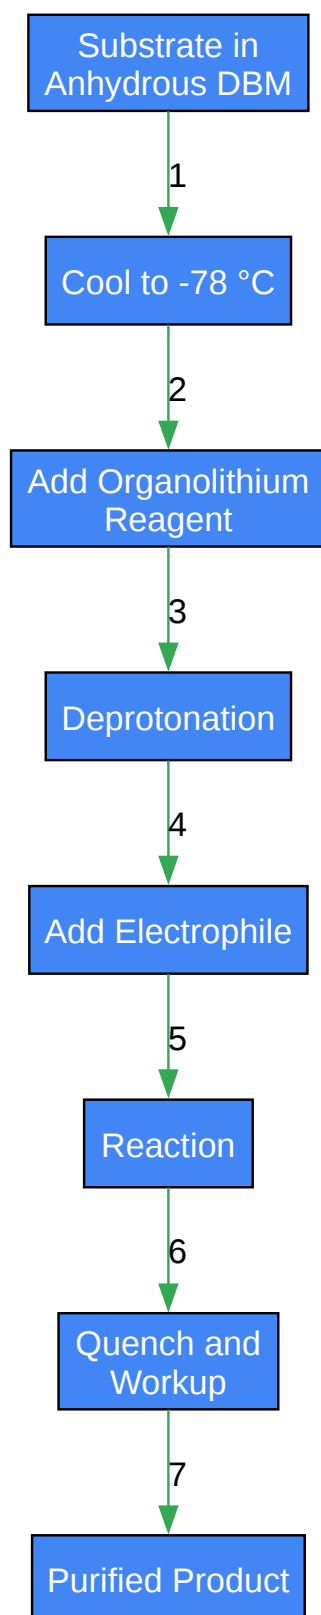 Substrate in
Anhydrous DBM
1
Cool to -78 °C
2
Add Organolithium
Reagent
3
Deprotonation
4
Add Electrophile
5
Reaction
6
Quench and
Workup
7
Purified Product